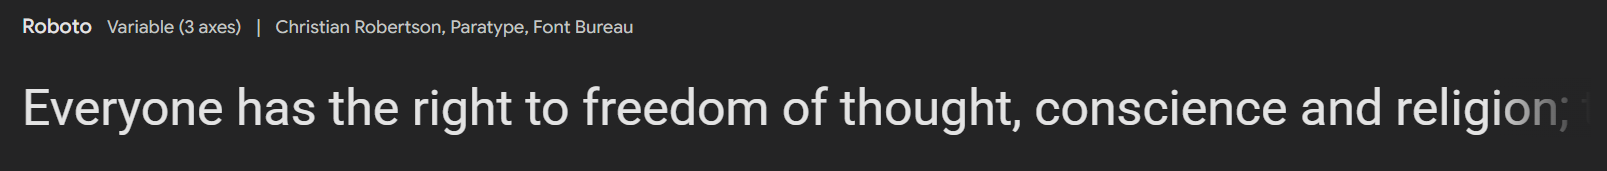 Roboto Variable (3 axes) | Christian Robertson, Paratype, Font Bureau
Everyone has the right to freedom of thought, conscience and religion;